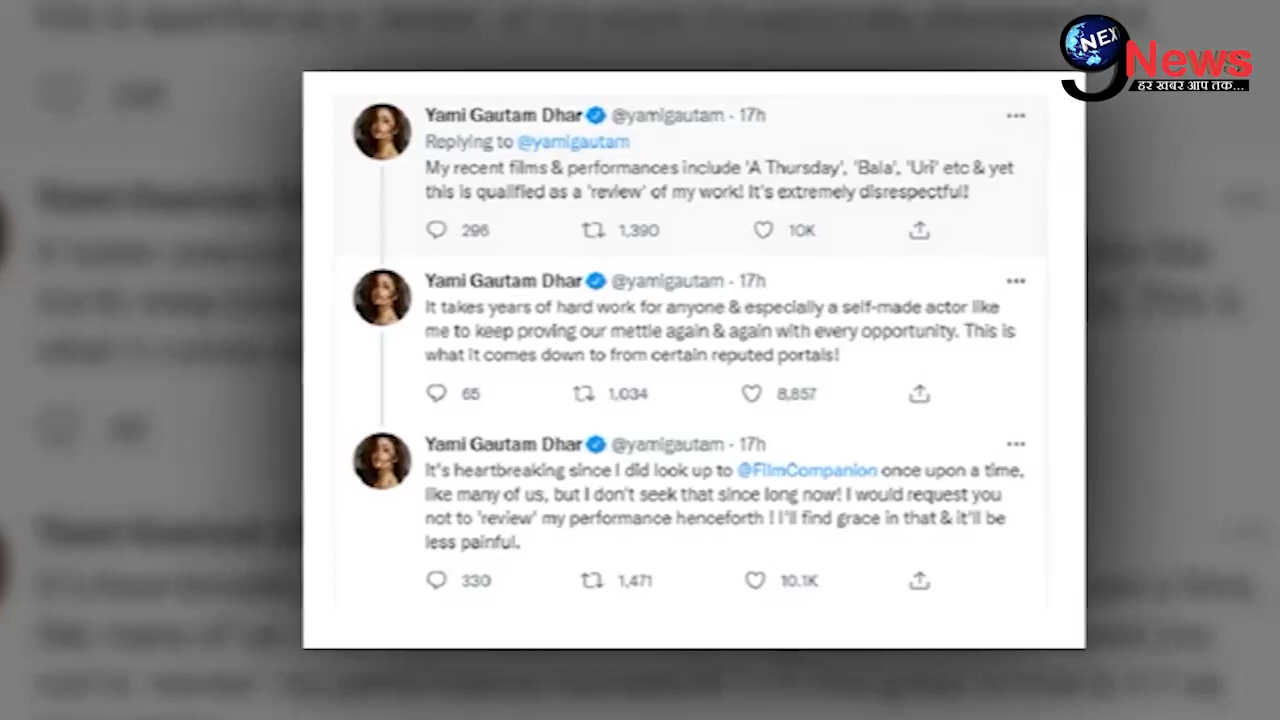 NEXT
9 News
हर खबर आप तक...
Yami Gautam Dhar @yamigautam · 17h
Replying to @yamigautam
My recent films & performances include 'A Thursday', 'Bala', 'Uri' etc & yet
this is qualified as a 'review' of my work! It's extremely disrespectful!
296 1,390 10K
Yami Gautam Dhar @yamigautam · 17h
It takes years of hard work for anyone & especially a self-made actor like
me to keep proving our mettle again & again with every opportunity. This is
what it comes down to from certain reputed portals!
65 1,034 8,857
Yami Gautam Dhar @yamigautam · 17h
It's heartbreaking since I did look up to @FilmCompanion once upon a time,
like many of us, but I don't seek that since long now! I would request you
not to 'review' my performance henceforth ! I'll find grace in that & it'll be
less painful.
330 1,471 10.1K